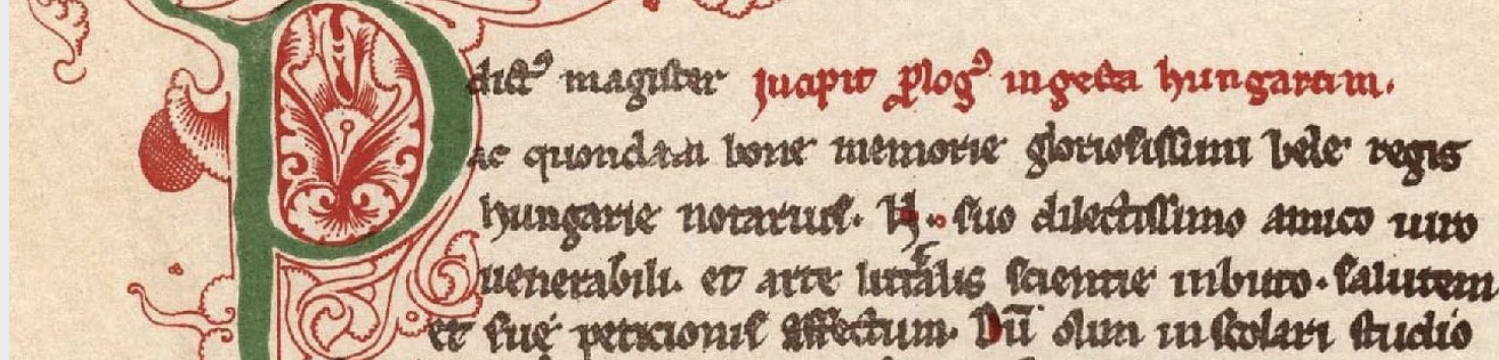 P dictus magister Incipit prologus in gesta hungarum.
ac quondam bone memorie gloriosissimi bele regis
hungarie notarius. N. suo dilectissimo amico uiro
uenerabili. et arte litteralis scientie inbuto. salutem
et sue peticionis affectum. Dum olim in scolari studio